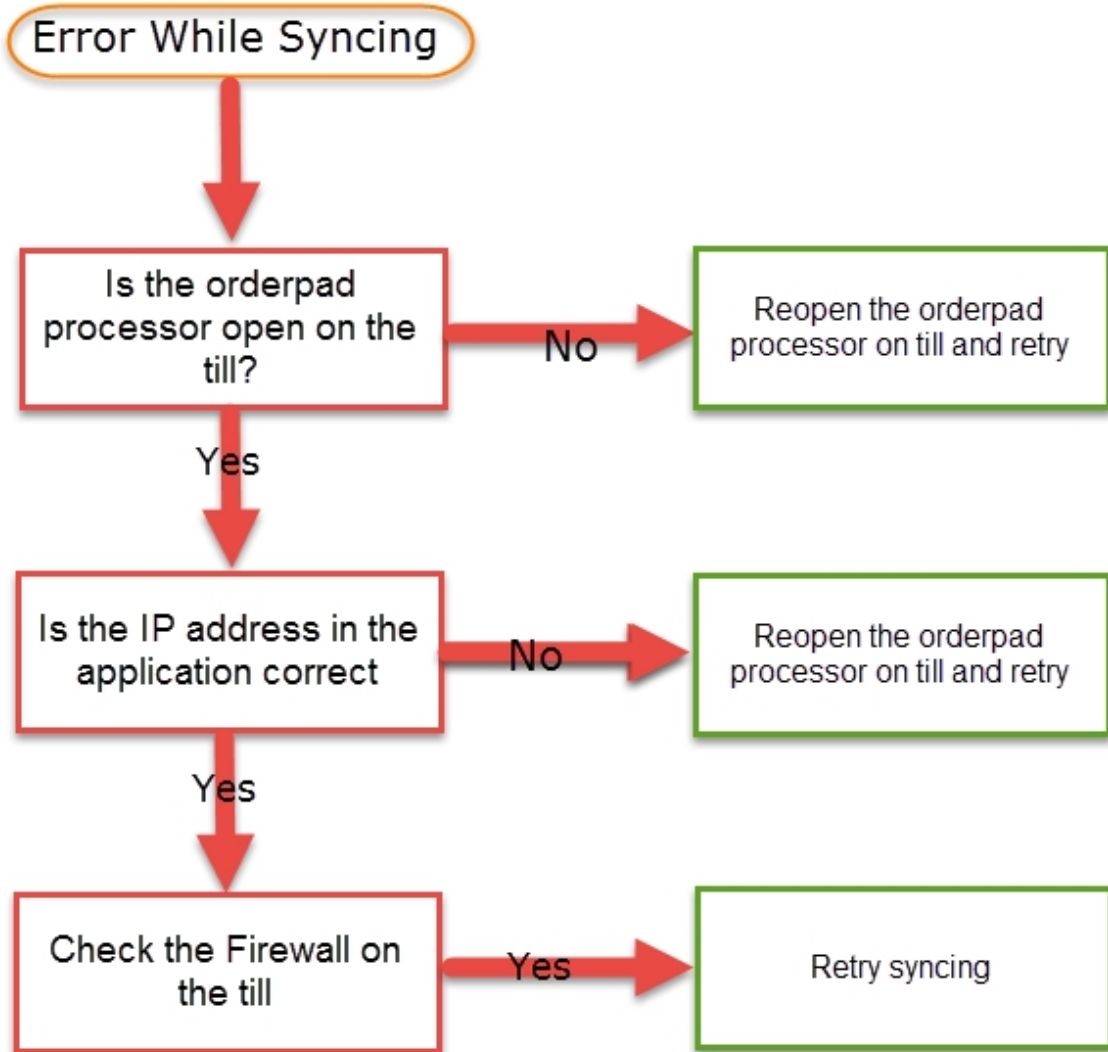 Error While Syncing
Is the orderpad
processor open on the
till?
No
Reopen the orderpad
processor on till and retry
Yes
Is the IP address in the
application correct
No
Reopen the orderpad
processor on till and retry
Yes
Check the Firewall on
the till
Yes
Retry syncing